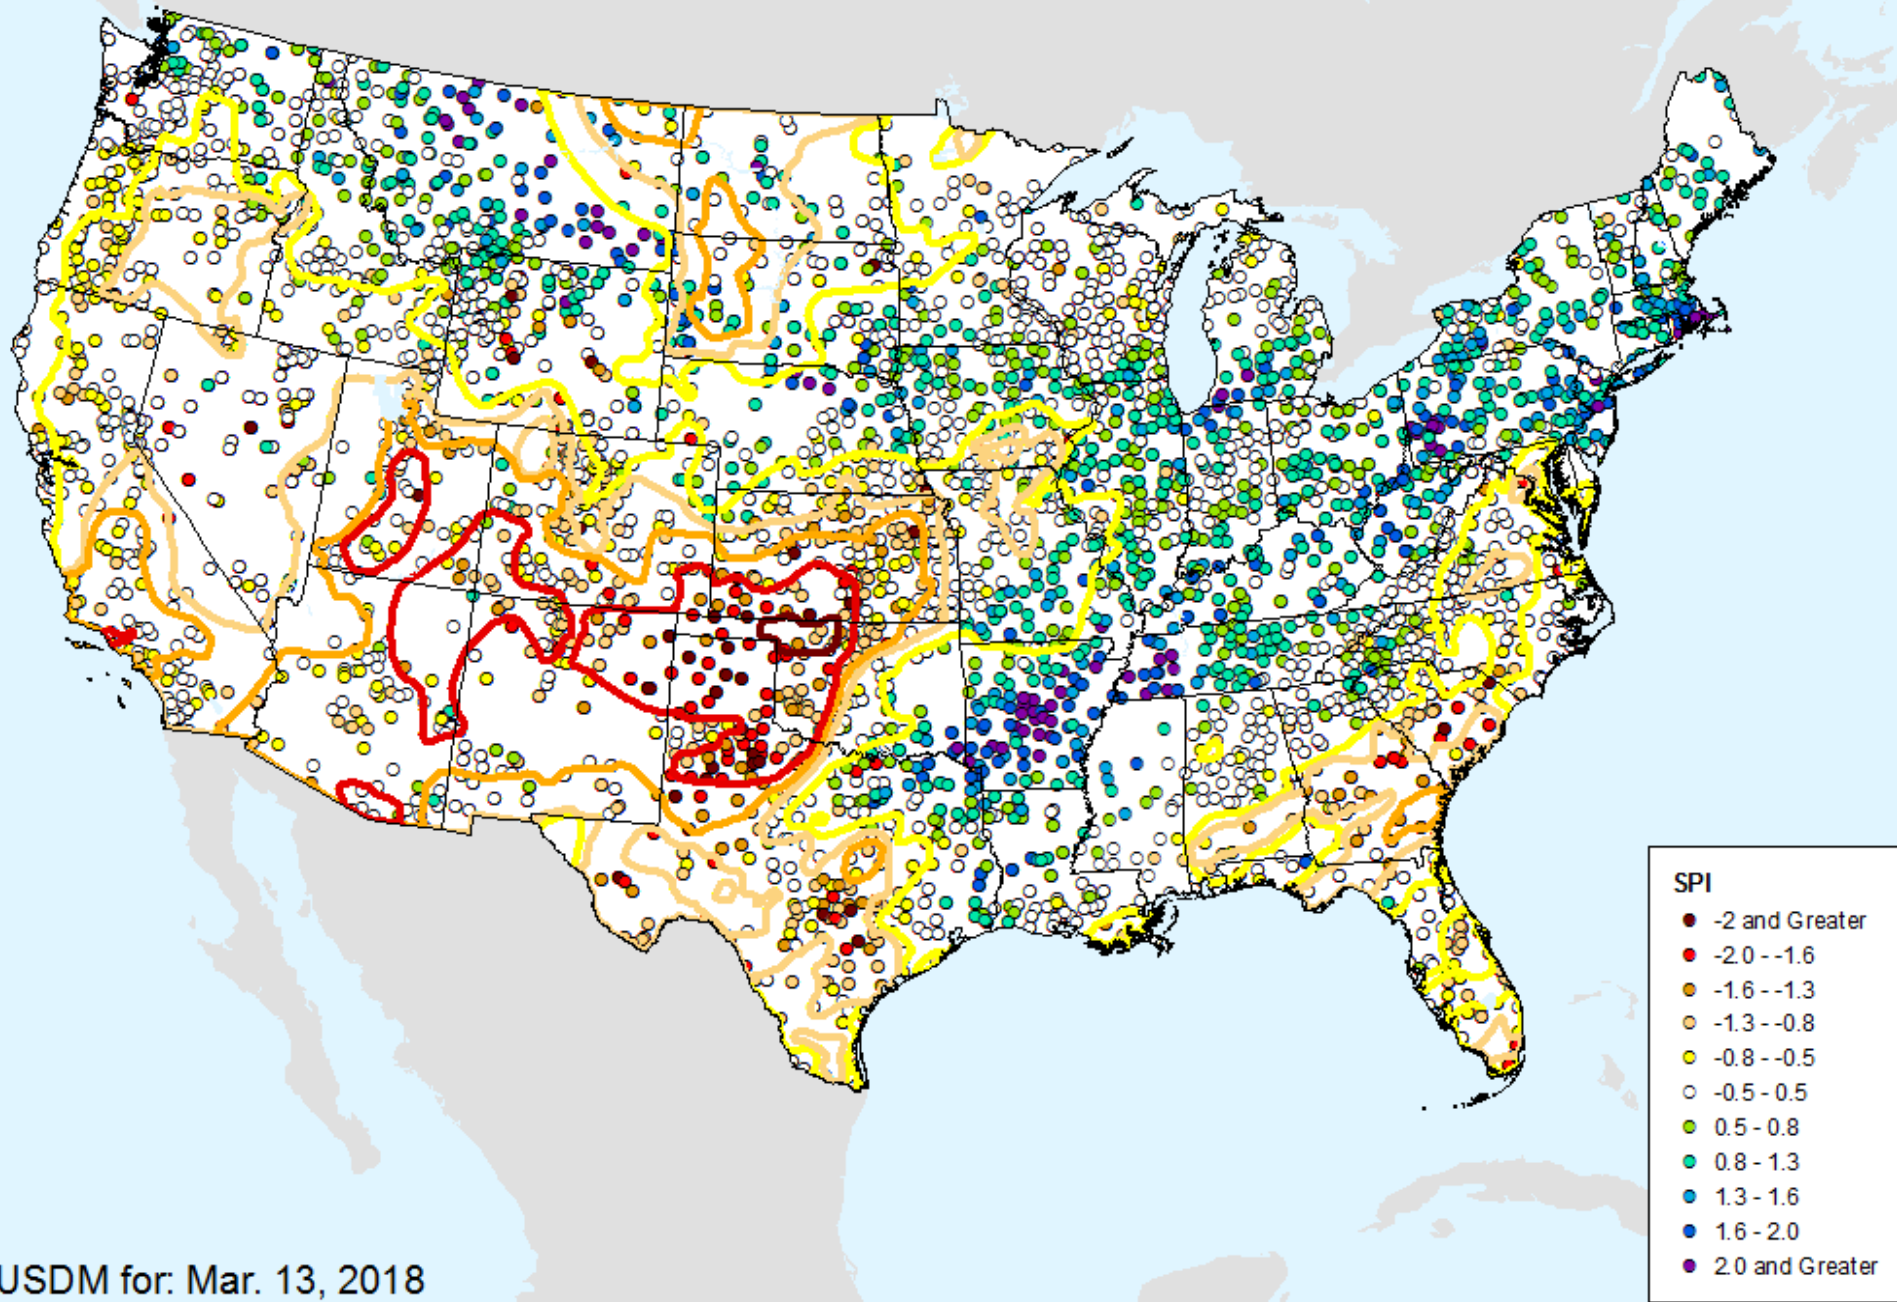 SPI
-2 and Greater
-2.0 - -1.6
-1.6 - -1.3
-1.3 - -0.8
-0.8 - -0.5
-0.5 - 0.5
0.5 - 0.8
0.8 - 1.3
1.3 - 1.6
1.6 - 2.0
2.0 and Greater
USDM for: Mar. 13, 2018